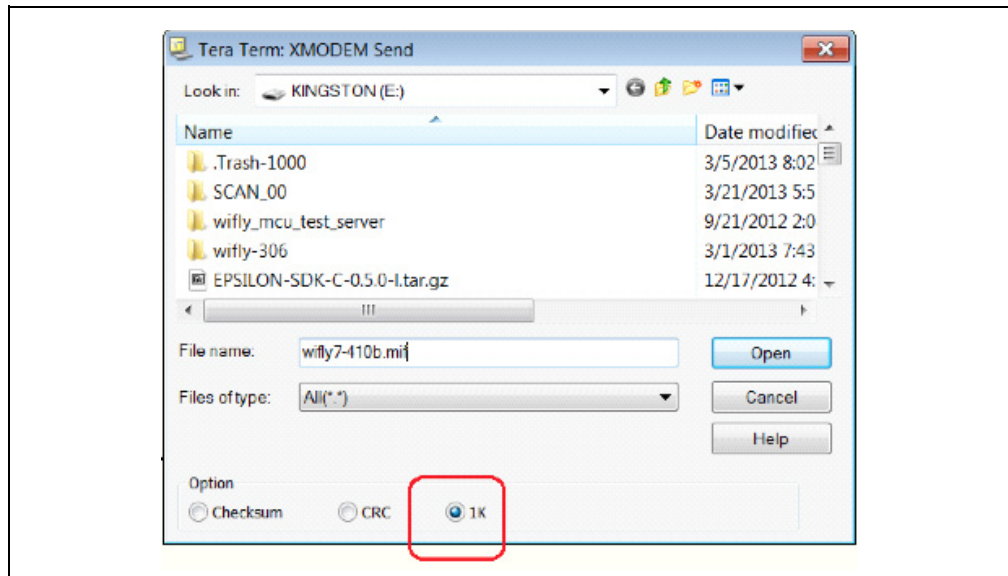 Tera Term: XMODEM Send
Look in: KINGSTON (E:)
Name Date modified
.Trash-1000 3/5/2013 8:02
SCAN_00 3/21/2013 5:5
wifly_mcu_test_server 9/21/2012 2:0
wifly-306 3/1/2013 7:43
EPSILON-SDK-C-0.5.0-I.tar.gz 12/17/2012 4:
File name: wifly7-410b.mif Open
Files of type: All(*.*) Cancel
Help
Option
Checksum CRC 1K